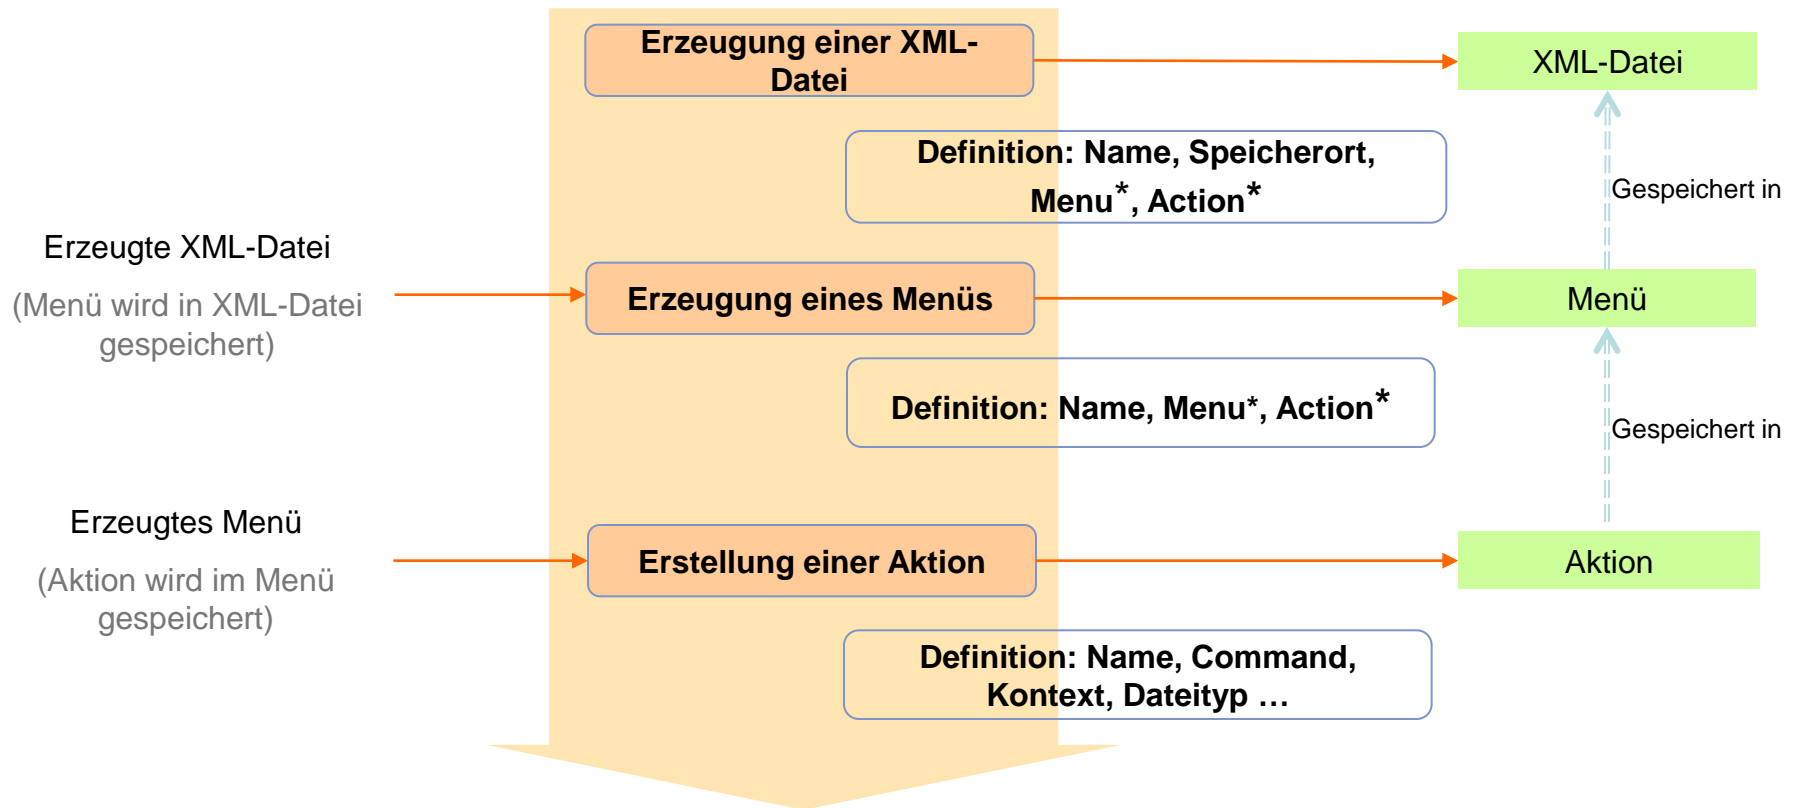 Erzeugung einer XML-
Datei
XML-Datei
Definition: Name, Speicherort,
Menu*, Action*
Gespeichert in
Erzeugte XML-Datei
(Menü wird in XML-Datei
gespeichert)
Erzeugung eines Menüs
Menü
Definition: Name, Menu*, Action*
Gespeichert in
Erzeugtes Menü
(Aktion wird im Menü
gespeichert)
Erstellung einer Aktion
Aktion
Definition: Name, Command,
Kontext, Dateityp …